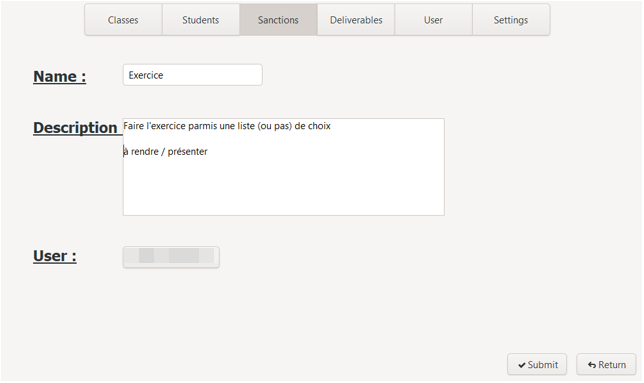 Classes Students Sanctions Deliverables User Settings
Name : Exercice
Description Faire l'exercice parmis une liste (ou pas) de choix
à rendre / présenter
User :
Submit Return